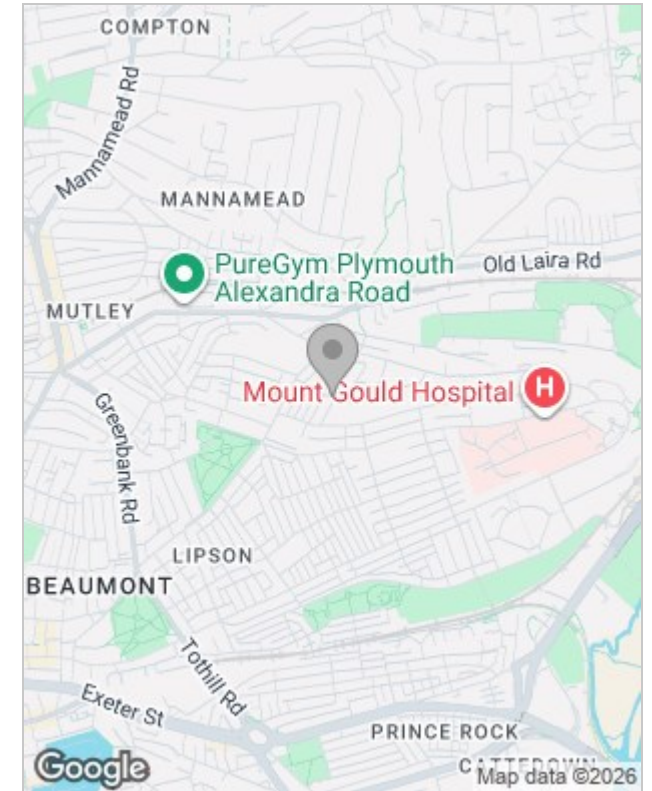 COMPTON
Mannamead Rd
MANNAMEAD
PureGym Plymouth
Alexandra Road
Old Laira Rd
MUTLEY
Mount Gould Hospital
H
Greenbank Rd
LIPSON
BEAUMONT
Tothill Rd
Exeter St
PRINCE ROCK
CATTEDOWN
Google
Map data ©2026